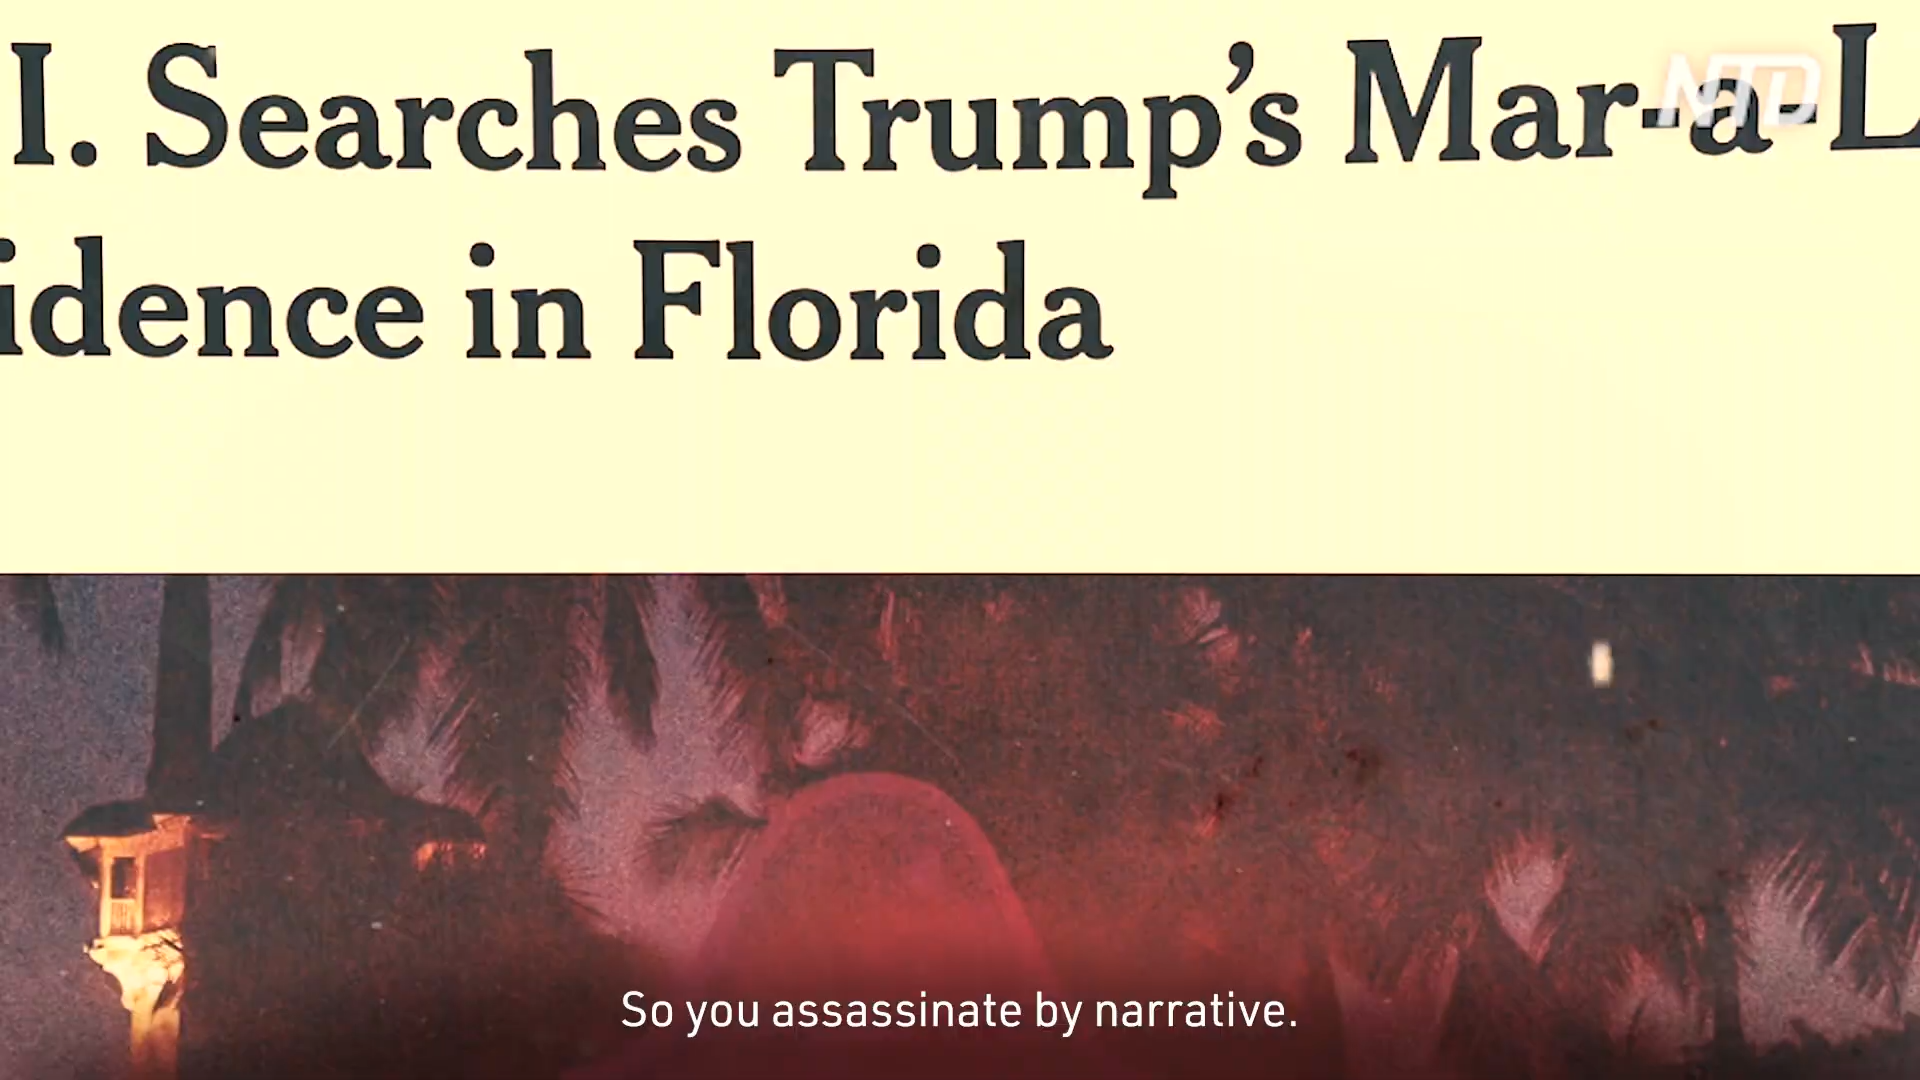 I. Searches Trump's Mar-a-L
idence in Florida
NTD
So you assassinate by narrative.